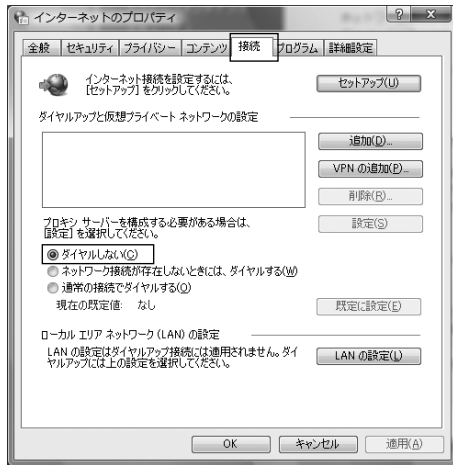 インターネットのプロパティ
全般 セキュリティ プライバシー コンテンツ 接続 プログラム 詳細設定
インターネット接続を設定するには、
[セットアップ] をクリックしてください。
セットアップ(U)
ダイヤルアップと仮想プライベート ネットワークの設定
追加(D)...
VPN の追加(P)...
削除(R)...
プロキシ サーバーを構成する必要がある場合は、
[設定] を選択してください。
設定(S)
ダイヤルしない(C)
ネットワーク接続が存在しないときには、ダイヤルする(W)
通常の接続でダイヤルする(O)
現在の既定値: なし
既定に設定(E)
ローカル エリア ネットワーク (LAN) の設定
LAN の設定はダイヤルアップ接続には適用されません。ダイ
ヤルアップには上の設定を選択してください。
LAN の設定(L)
OK キャンセル 適用(A)